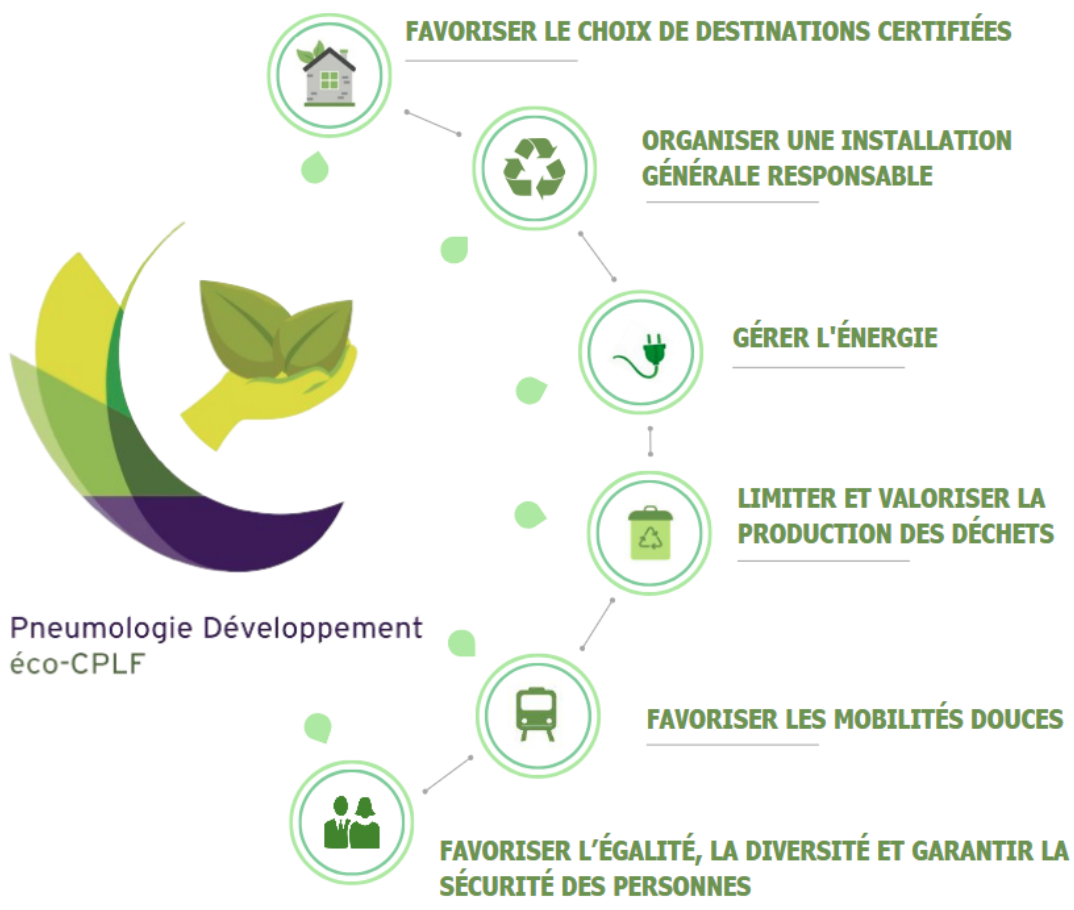 FAVORISER LE CHOIX DE DESTINATIONS CERTIFIÉES
ORGANISER UNE INSTALLATION
GÉNÉRALE RESPONSABLE
GÉRER L'ÉNERGIE
LIMITER ET VALORISER LA
PRODUCTION DES DÉCHETS
Pneumologie Développement
éco-CPLF
FAVORISER LES MOBILITÉS DOUCES
FAVORISER L’ÉGALITÉ, LA DIVERSITÉ ET GARANTIR LA
SÉCURITÉ DES PERSONNES